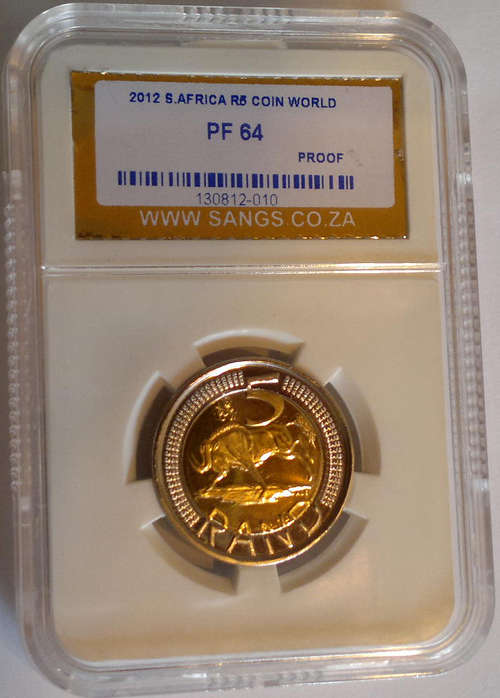 2012 S.AFRICA R5 COIN WORLD
PF 64
PROOF
130812-010
WWW SANGS.CO.ZA
5
RAND